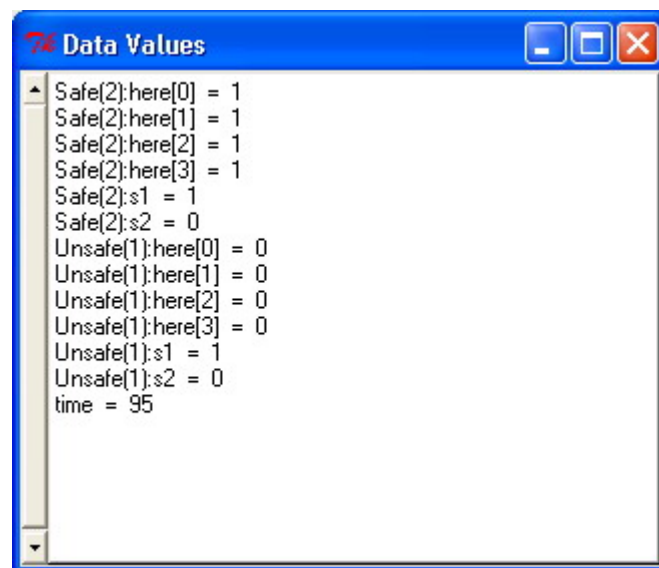 7k Data Values
Safe(2):here[0] = 1
Safe(2):here[1] = 1
Safe(2):here[2] = 1
Safe(2):here[3] = 1
Safe(2):s1 = 1
Safe(2):s2 = 0
Unsafe(1):here[0] = 0
Unsafe(1):here[1] = 0
Unsafe(1):here[2] = 0
Unsafe(1):here[3] = 0
Unsafe(1):s1 = 1
Unsafe(1):s2 = 0
time = 95